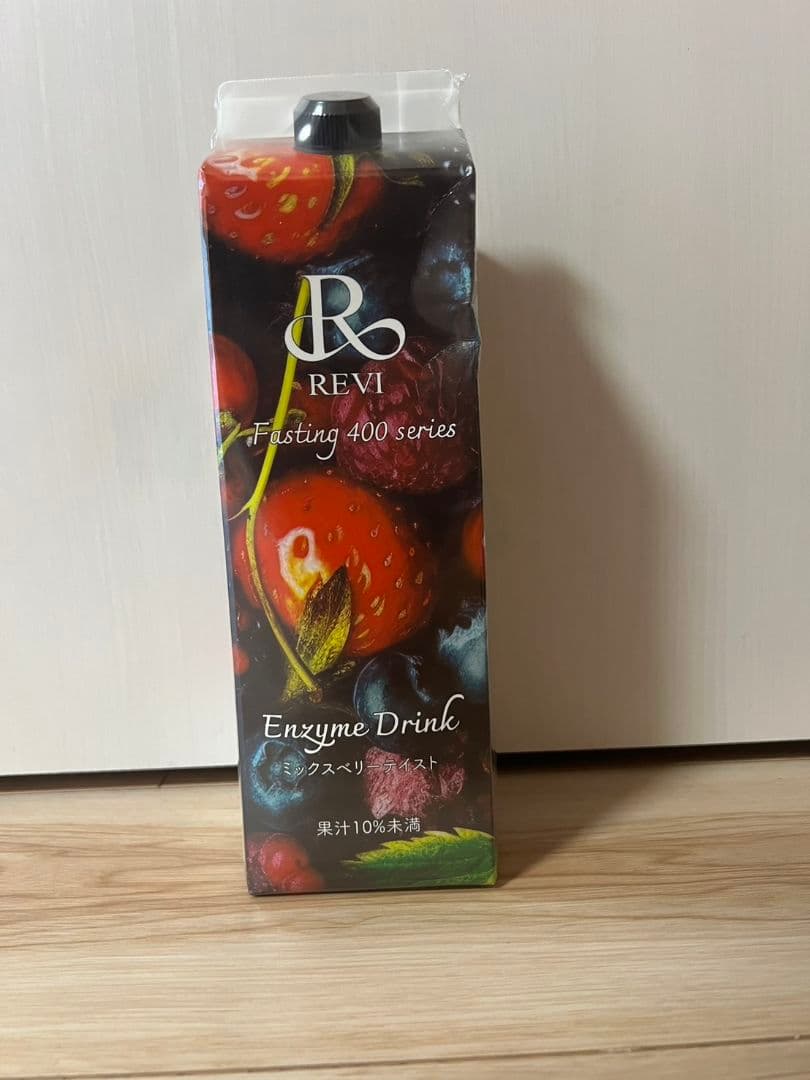 R
REVI
Fasting 400 series
Enzyme Drink
ミックスベリーテイスト
果汁10%未満